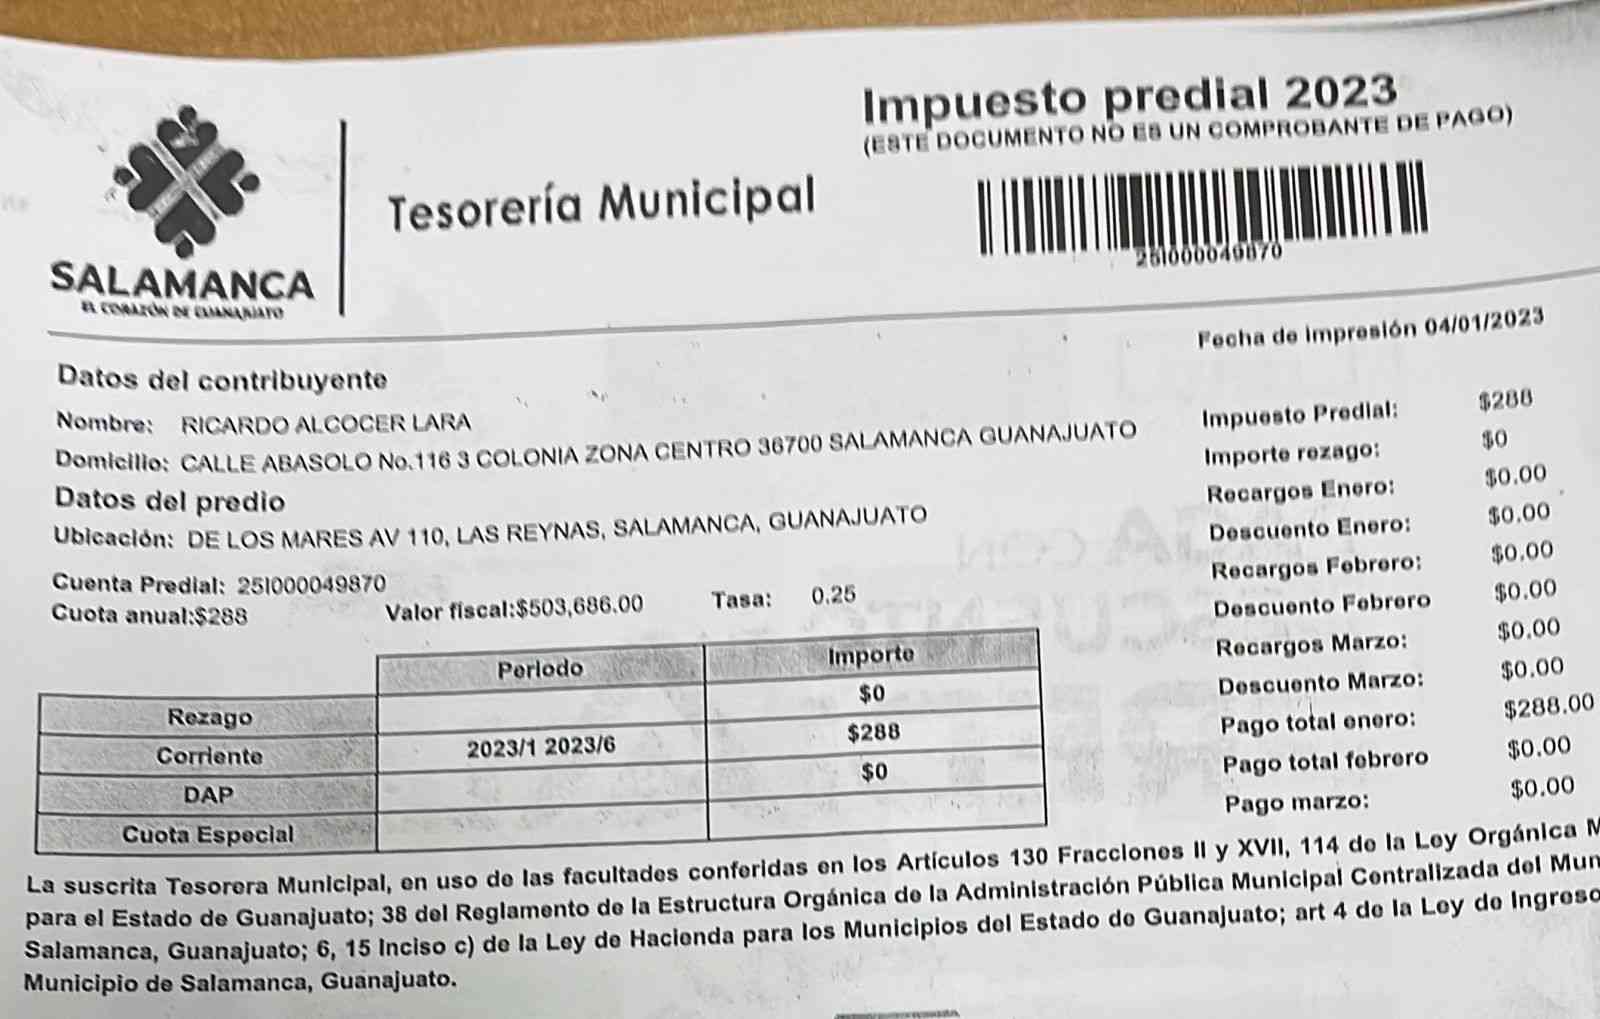 Impuesto predial 2023
(ESTE DOCUMENTO NO ES UN COMPROBANTE DE PAGO)
Tesorería Municipal
25I000049870
SALAMANCA
EL CORAZÓN DE GUANAJUATO
Fecha de impresión 04/01/2023
Datos del contribuyente
Nombre: RICARDO ALCOCER LARA
Domicilio: CALLE ABASOLO No.116 3 COLONIA ZONA CENTRO 36700 SALAMANCA GUANAJUATO
Datos del predio
Ubicación: DE LOS MARES AV 110, LAS REYNAS, SALAMANCA, GUANAJUATO
Cuenta Predial: 25I000049870
Cuota anual:$288 Valor fiscal:$503,686.00 Tasa: 0.25
Impuesto Predial: $288
Importe rezago: $0
Recargos Enero: $0.00
Descuento Enero: $0.00
Recargos Febrero: $0.00
Descuento Febrero $0.00
Recargos Marzo: $0.00
Descuento Marzo: $0.00
Pago total enero: $288.00
Pago total febrero $0.00
Pago marzo: $0.00
Periodo Importe
Rezago $0
Corriente 2023/1 2023/6 $288
DAP $0
Cuota Especial
La suscrita Tesorera Municipal, en uso de las facultades conferidas en los Artículos 130 Fracciones II y XVII, 114 de la Ley Orgánica M
para el Estado de Guanajuato; 38 del Reglamento de la Estructura Orgánica de la Administración Pública Municipal Centralizada del Mun
Salamanca, Guanajuato; 6, 15 Inciso c) de la Ley de Hacienda para los Municipios del Estado de Guanajuato; art 4 de la Ley de Ingreso
Municipio de Salamanca, Guanajuato.